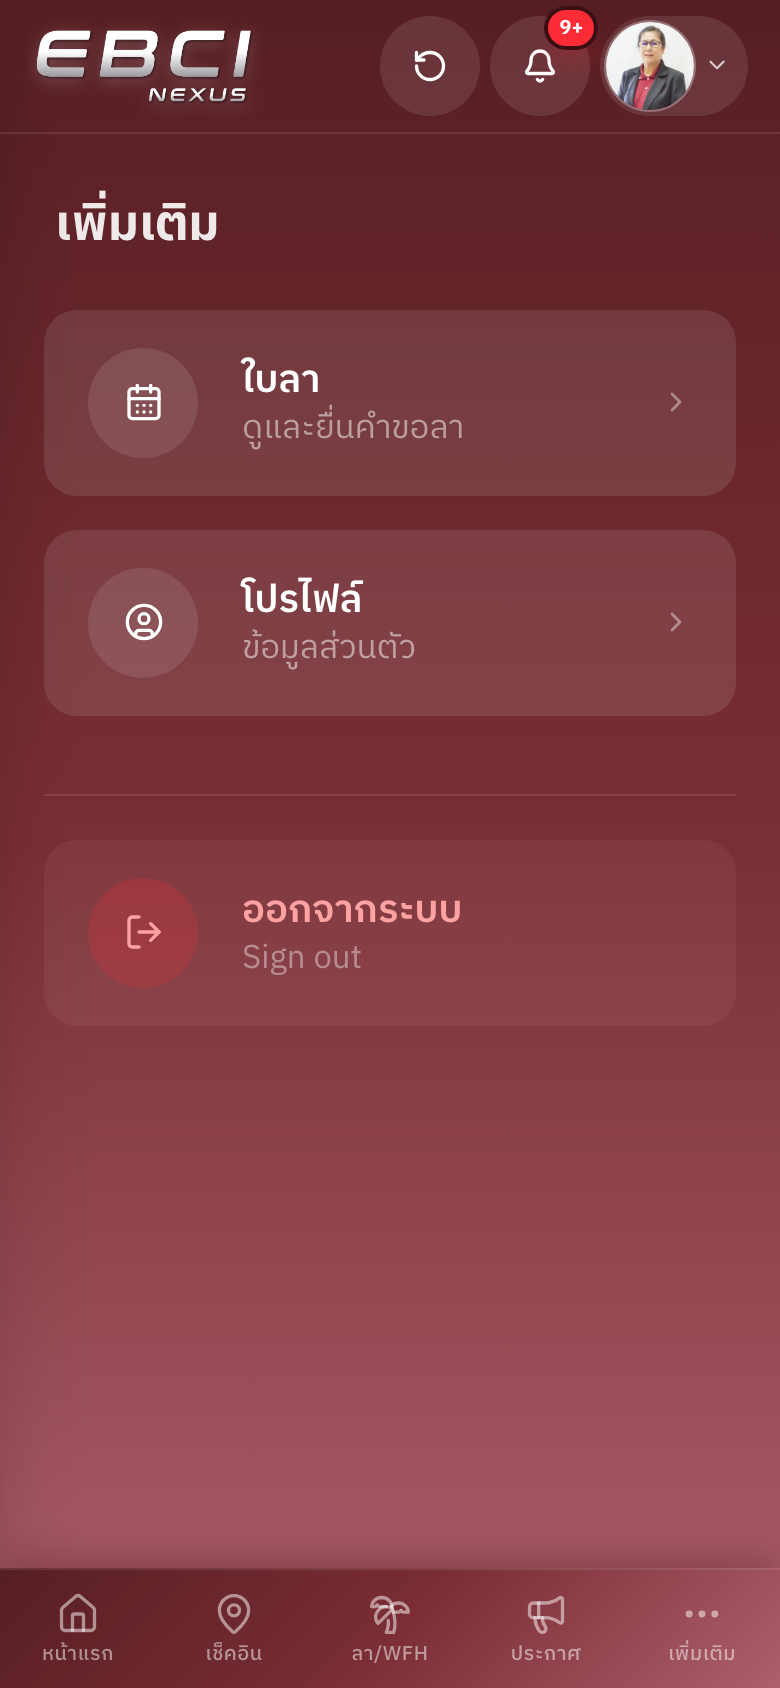 EBCI
NEXUS
9+
เพิ่มเติม
ใบลา
ดูและยื่นคำขอลา
โปรไฟล์
ข้อมูลส่วนตัว
ออกจากระบบ
Sign out
หน้าแรก
เช็คอิน
ลา/WFH
ประกาศ
เพิ่มเติม